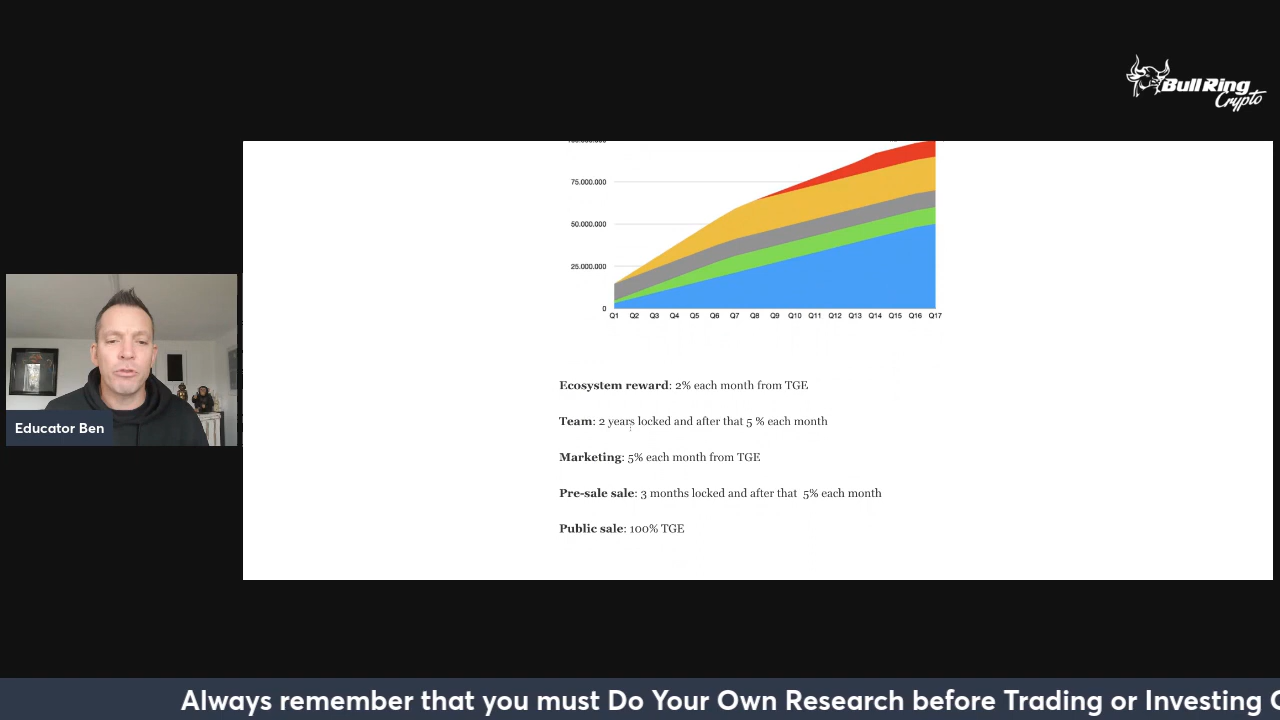 Bull Ring
Crypto
75.000.000
50.000.000
25.000.000
0
Q1 Q2 Q3 Q4 Q5 Q6 Q7 Q8 Q9 Q10 Q11 Q12 Q13 Q14 Q15 Q16 Q17
Ecosystem reward: 2% each month from TGE
Team: 2 years locked and after that 5 % each month
Marketing: 5% each month from TGE
Pre-sale sale: 3 months locked and after that 5% each month
Public sale: 100% TGE
Educator Ben
Always remember that you must Do Your Own Research before Trading or Investing